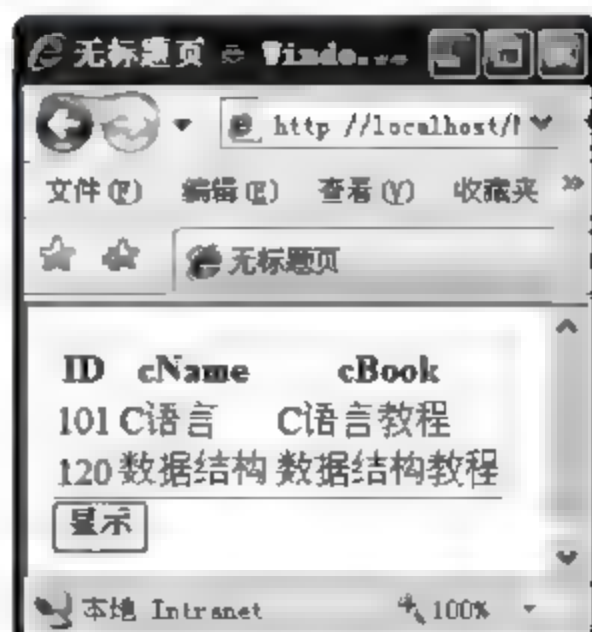 无标题页 - Windo...
http://localhost/
文件(F) 编辑(E) 查看(V) 收藏夹 »
无标题页
ID cName cBook
101 C语言 C语言教程
120 数据结构 数据结构教程
显示
本地 Intranet 100%